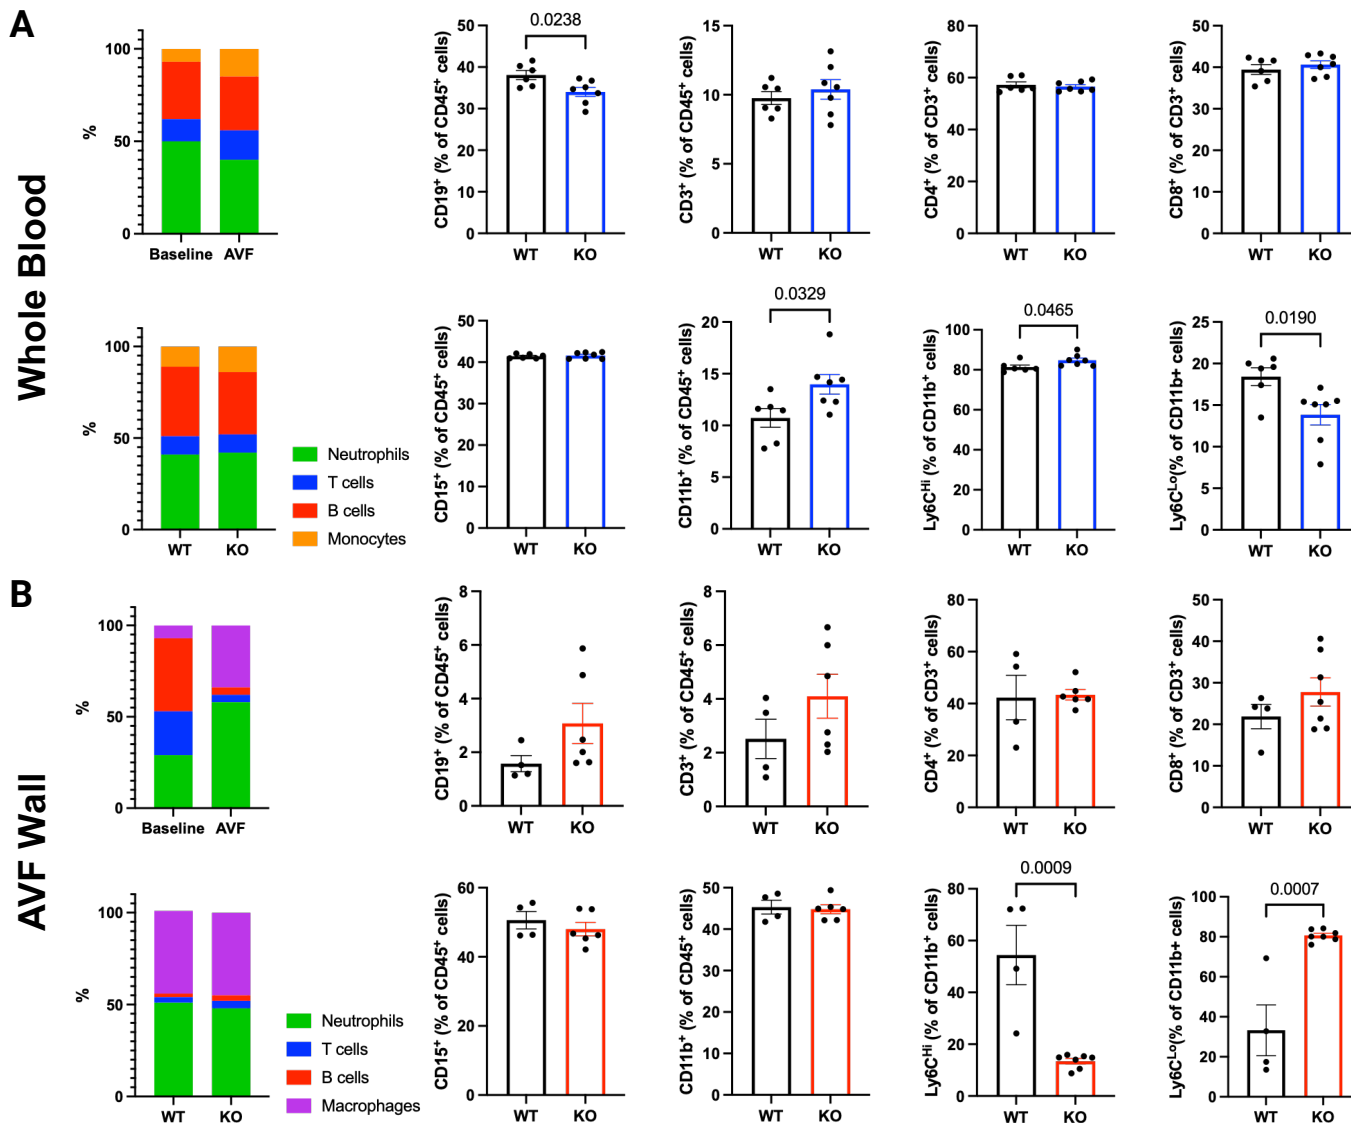 A
Whole Blood
%
100
50
0
Baseline AVF
CD19+ (% of CD45+ cells)
50
40
30
20
10
0
0.0238
WT KO
CD3+ (% of CD45+ cells)
15
10
5
0
WT KO
CD4+ (% of CD3+ cells)
80
60
40
20
0
WT KO
CD8+ (% of CD3+ cells)
50
40
30
20
10
0
WT KO
%
100
50
0
WT KO
Neutrophils
T cells
B cells
Monocytes
CD15+ (% of CD45+ cells)
50
40
30
20
10
0
WT KO
CD11b+ (% of CD45+ cells)
20
15
10
5
0
0.0329
WT KO
Ly6CHi (% of CD11b+ cells)
100
80
60
40
20
0
0.0465
WT KO
Ly6CLo(% of CD11b+ cells)
25
20
15
10
5
0
0.0190
WT KO
B
AVF Wall
%
100
50
0
Baseline AVF
CD19+ (% of CD45+ cells)
8
6
4
2
0
WT KO
CD3+ (% of CD45+ cells)
8
6
4
2
0
WT KO
CD4+ (% of CD3+ cells)
80
60
40
20
0
WT KO
CD8+ (% of CD3+ cells)
50
40
30
20
10
0
WT KO
%
100
50
0
WT KO
Neutrophils
T cells
B cells
Macrophages
CD15+ (% of CD45+ cells)
60
40
20
0
WT KO
CD11b+ (% of CD45+ cells)
50
40
30
20
10
0
WT KO
Ly6CHi (% of CD11b+ cells)
80
60
40
20
0
0.0009
WT KO
Ly6CLo(% of CD11b+ cells)
100
80
60
40
20
0
0.0007
WT KO